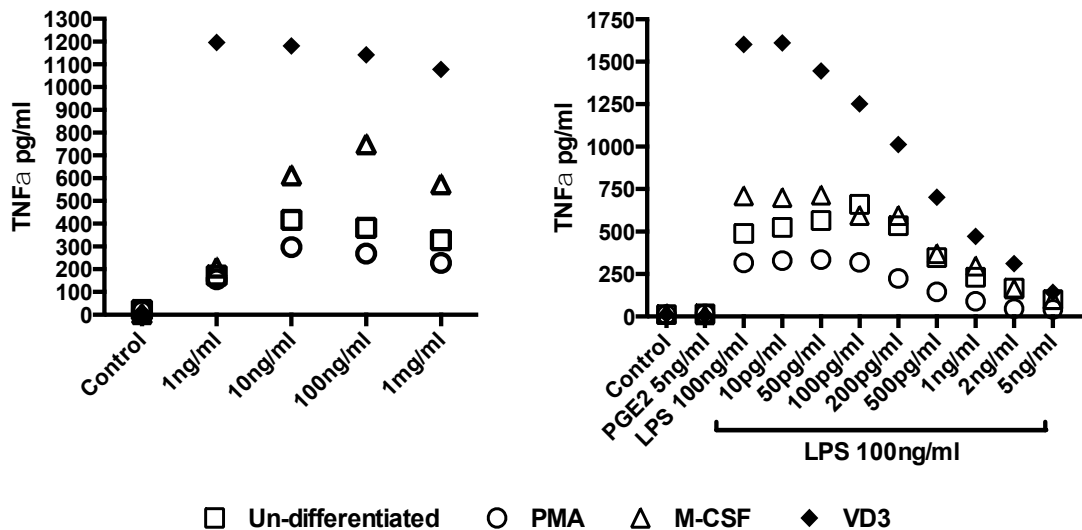 1300
1200
1100
1000
900
800
700
600
500
400
300
200
100
0
TNFa pg/ml
Control
1ng/ml
10ng/ml
100ng/ml
1mg/ml
1750
1500
1250
1000
750
500
250
0
TNFa pg/ml
Control
PGE2 5ng/ml
LPS 100ng/ml
10pg/ml
50pg/ml
100pg/ml
200pg/ml
500pg/ml
1ng/ml
2ng/ml
5ng/ml
LPS 100ng/ml
Un-differentiated PMA M-CSF VD3